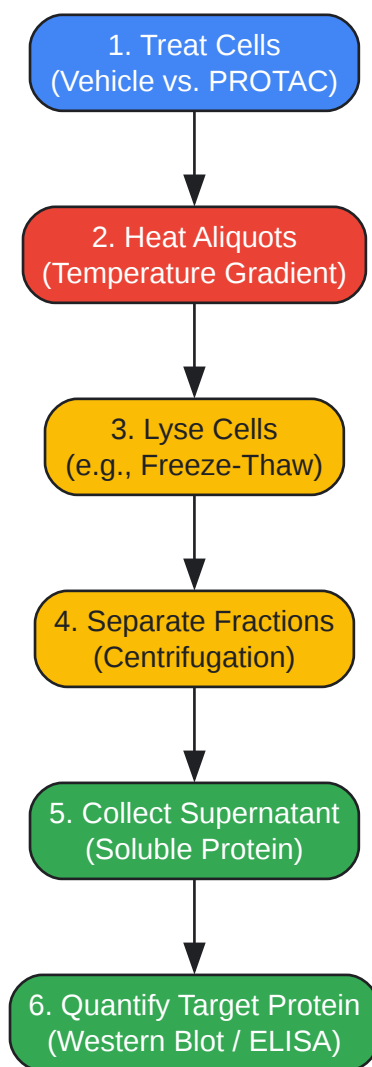 1. Treat Cells
(Vehicle vs. PROTAC)
2. Heat Aliquots
(Temperature Gradient)
3. Lyse Cells
(e.g., Freeze-Thaw)
4. Separate Fractions
(Centrifugation)
5. Collect Supernatant
(Soluble Protein)
6. Quantify Target Protein
(Western Blot / ELISA)